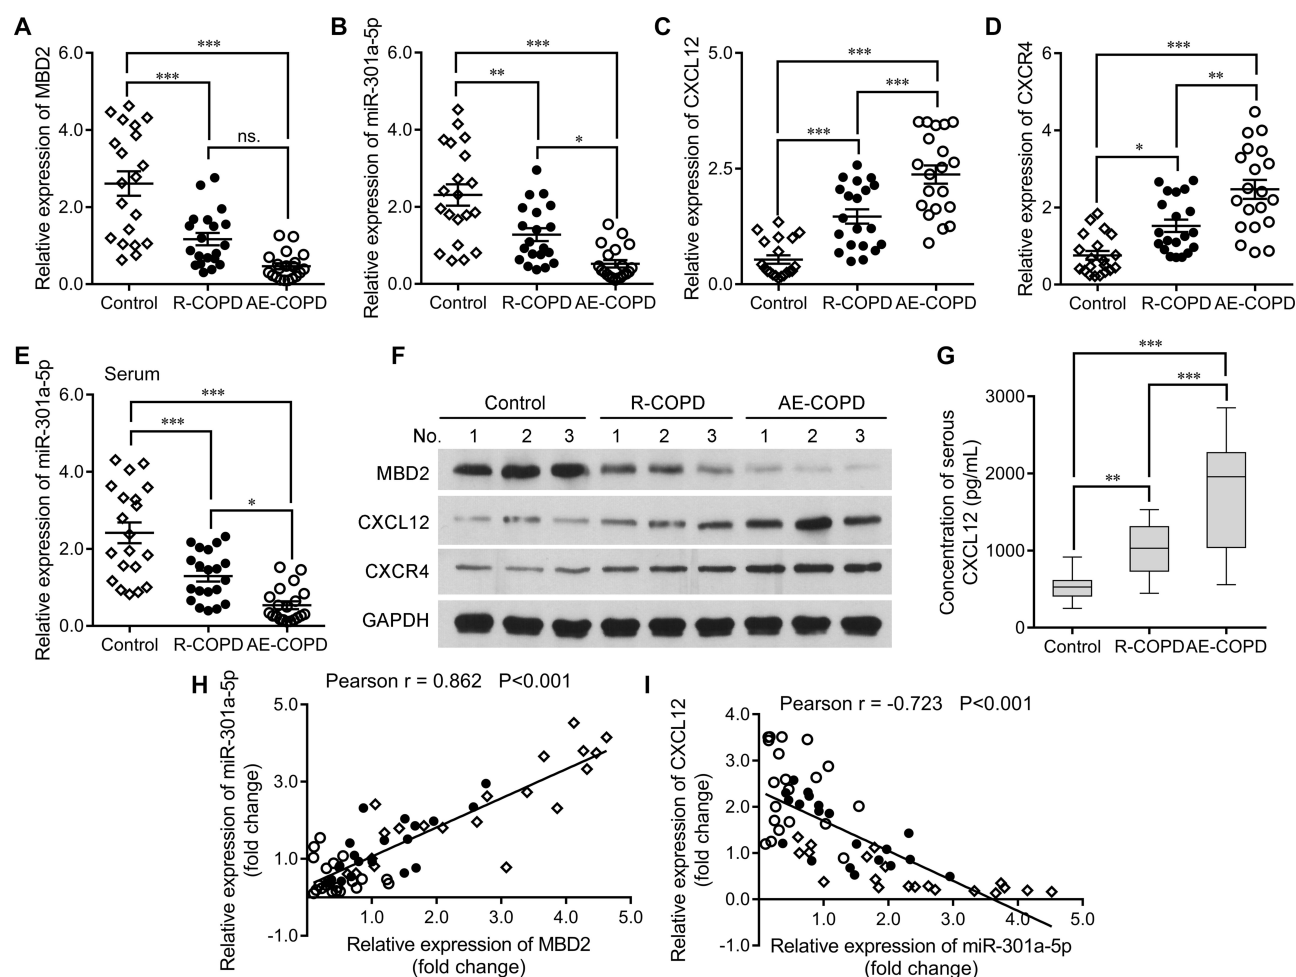 A
Relative expression of MBD2
6.0
4.0
2.0
0.0
***
***
ns.
Control R-COPD AE-COPD
B
Relative expression of miR-301a-5p
6.0
4.0
2.0
0.0
***
**
*
Control R-COPD AE-COPD
C
Relative expression of CXCL12
5.0
2.5
0.0
***
***
***
Control R-COPD AE-COPD
D
Relative expression of CXCR4
6
4
2
0
***
**
*
Control R-COPD AE-COPD
E
Serum
Relative expression of miR-301a-5p
6.0
4.0
2.0
0.0
***
***
*
Control R-COPD AE-COPD
F
Control R-COPD AE-COPD
No. 1 2 3 1 2 3 1 2 3
MBD2
CXCL12
CXCR4
GAPDH
G
Concentration of serous
CXCL12 (pg/mL)
3000
2000
1000
0
***
***
**
Control R-COPD AE-COPD
H
Pearson r = 0.862 P<0.001
Relative expression of miR-301a-5p
(fold change)
5.0
3.0
1.0
-1.0
1.0 2.0 3.0 4.0 5.0
Relative expression of MBD2
(fold change)
I
Pearson r = -0.723 P<0.001
Relative expression of CXCL12
(fold change)
4.0
3.0
2.0
1.0
0.0
-1.0
1.0 2.0 3.0 4.0 5.0
Relative expression of miR-301a-5p
(fold change)